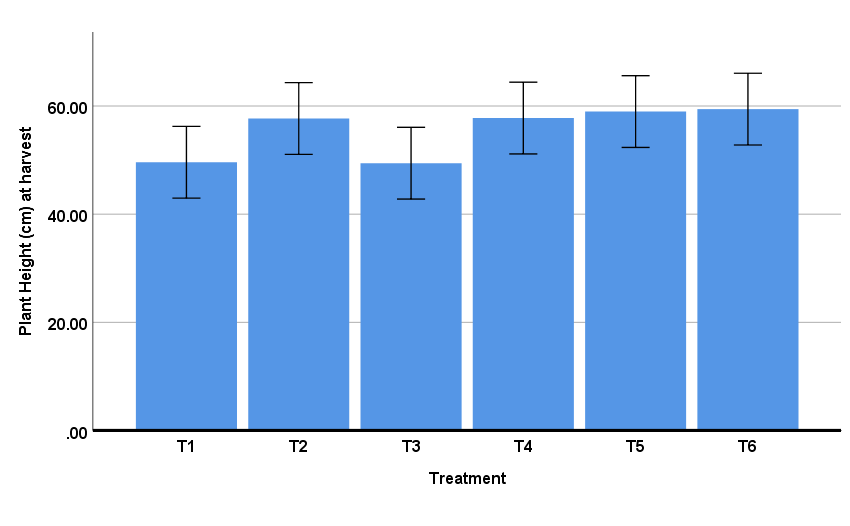 Plant Height (cm) at harvest
60.00
40.00
20.00
.00
T1 T2 T3 T4 T5 T6
Treatment